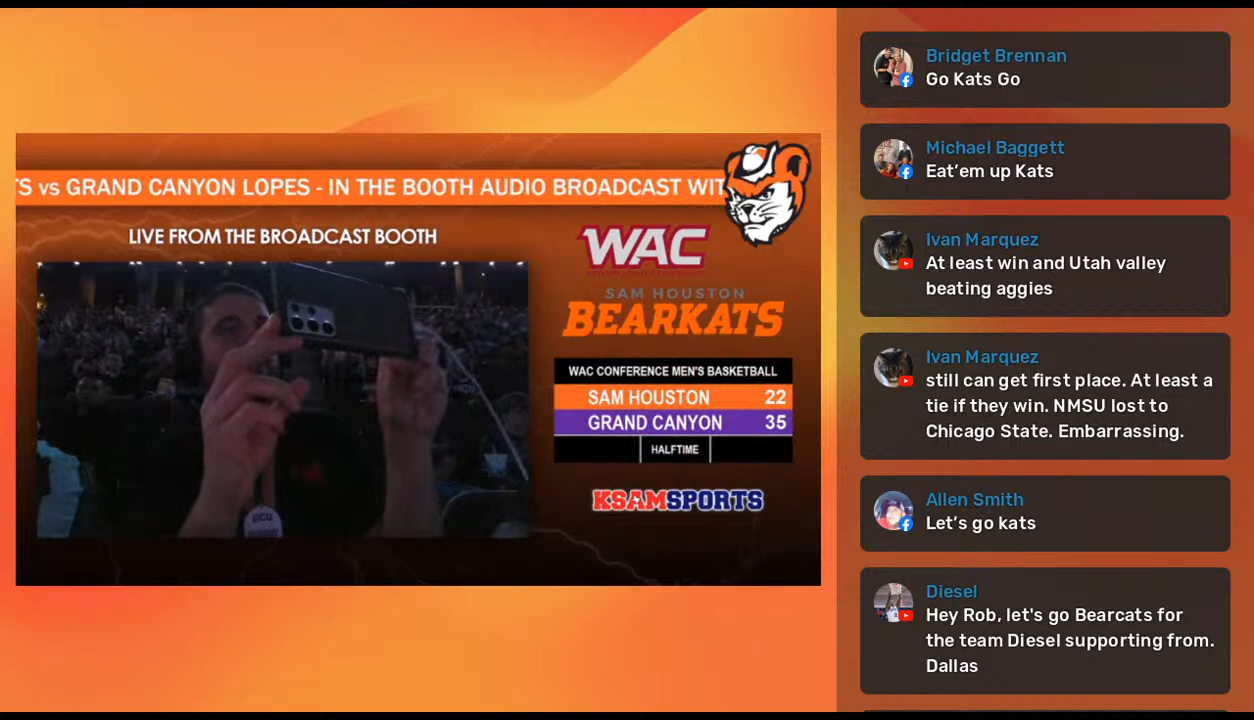 TS vs GRAND CANYON LOPES - IN THE BOOTH AUDIO BROADCAST WIT
LIVE FROM THE BROADCAST BOOTH
WAC
SAM HOUSTON
BEARKATS
WAC CONFERENCE MEN'S BASKETBALL
SAM HOUSTON 22
GRAND CANYON 35
HALFTIME
KSAMSPORTS
GCU
Bridget Brennan
Go Kats Go
Michael Baggett
Eat’em up Kats
Ivan Marquez
At least win and Utah valley
beating aggies
Ivan Marquez
still can get first place. At least a
tie if they win. NMSU lost to
Chicago State. Embarrassing.
Allen Smith
Let’s go kats
Diesel
Hey Rob, let's go Bearcats for
the team Diesel supporting from.
Dallas